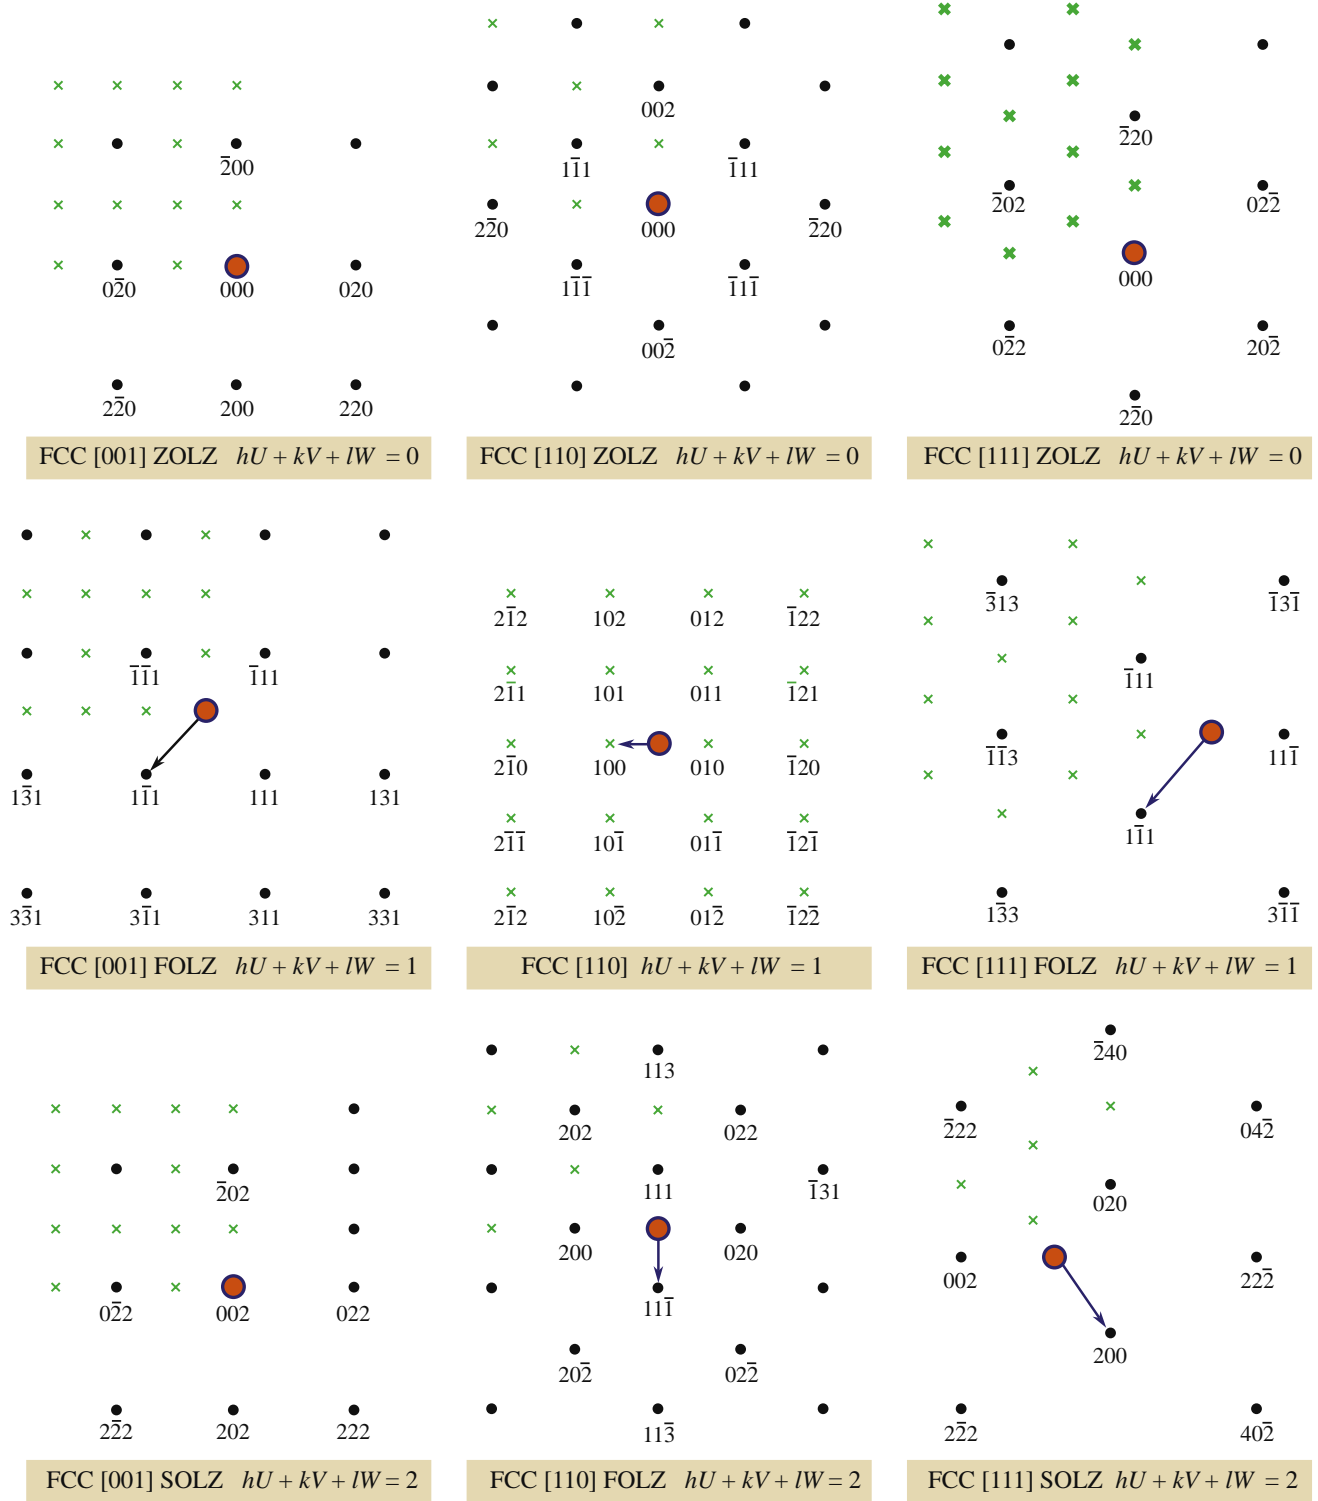 2̄00
02̄0 000 020
22̄0 200 220
FCC [001] ZOLZ hU + kV + lW = 0
002
11̄1 1̄11
22̄0 000 2̄20
11̄1̄ 1̄11̄
002̄
FCC [110] ZOLZ hU + kV + lW = 0
2̄20
2̄02 022̄
000
02̄2 202̄
22̄0
FCC [111] ZOLZ hU + kV + lW = 0
1̄1̄1 1̄11
13̄1 11̄1 111 131
33̄1 31̄1 311 331
FCC [001] FOLZ hU + kV + lW = 1
21̄2 102 012 1̄22
21̄1 101 011 1̄21
21̄0 100 010 1̄20
21̄1̄ 101̄ 011̄ 1̄21̄
21̄2 102̄ 012̄ 1̄22̄
FCC [110] hU + kV + lW = 1
3̄13 1̄31̄
1̄11
1̄1̄3 111̄
11̄1
13̄3 31̄1̄
FCC [111] FOLZ hU + kV + lW = 1
2̄02
02̄2 002 022
22̄2 202 222
FCC [001] SOLZ hU + kV + lW = 2
113
202 022
111 1̄31
200 020
111̄
202̄ 022̄
113̄
FCC [110] FOLZ hU + kV + lW = 2
2̄40
2̄22 042̄
020
002 222̄
200
22̄2 402̄
FCC [111] SOLZ hU + kV + lW = 2